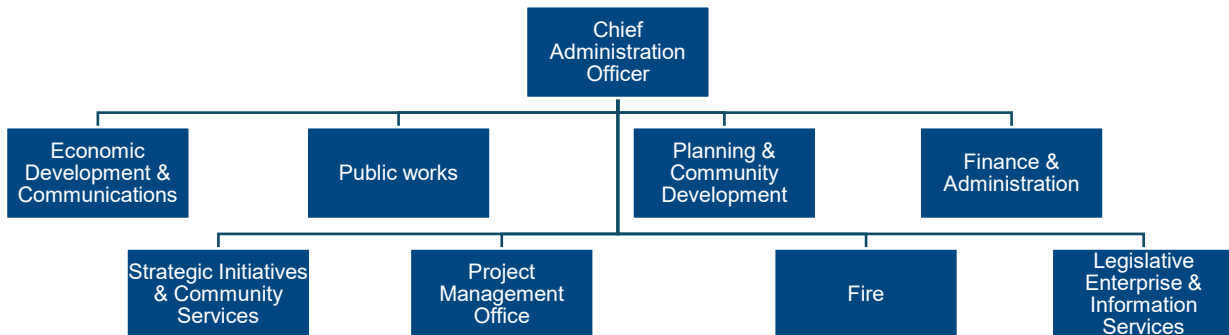 Chief
Administration
Officer
Economic
Development &
Communications
Public works
Planning &
Community
Development
Finance &
Administration
Strategic Initiatives
& Community
Services
Project
Management
Office
Fire
Legislative
Enterprise &
Information
Services